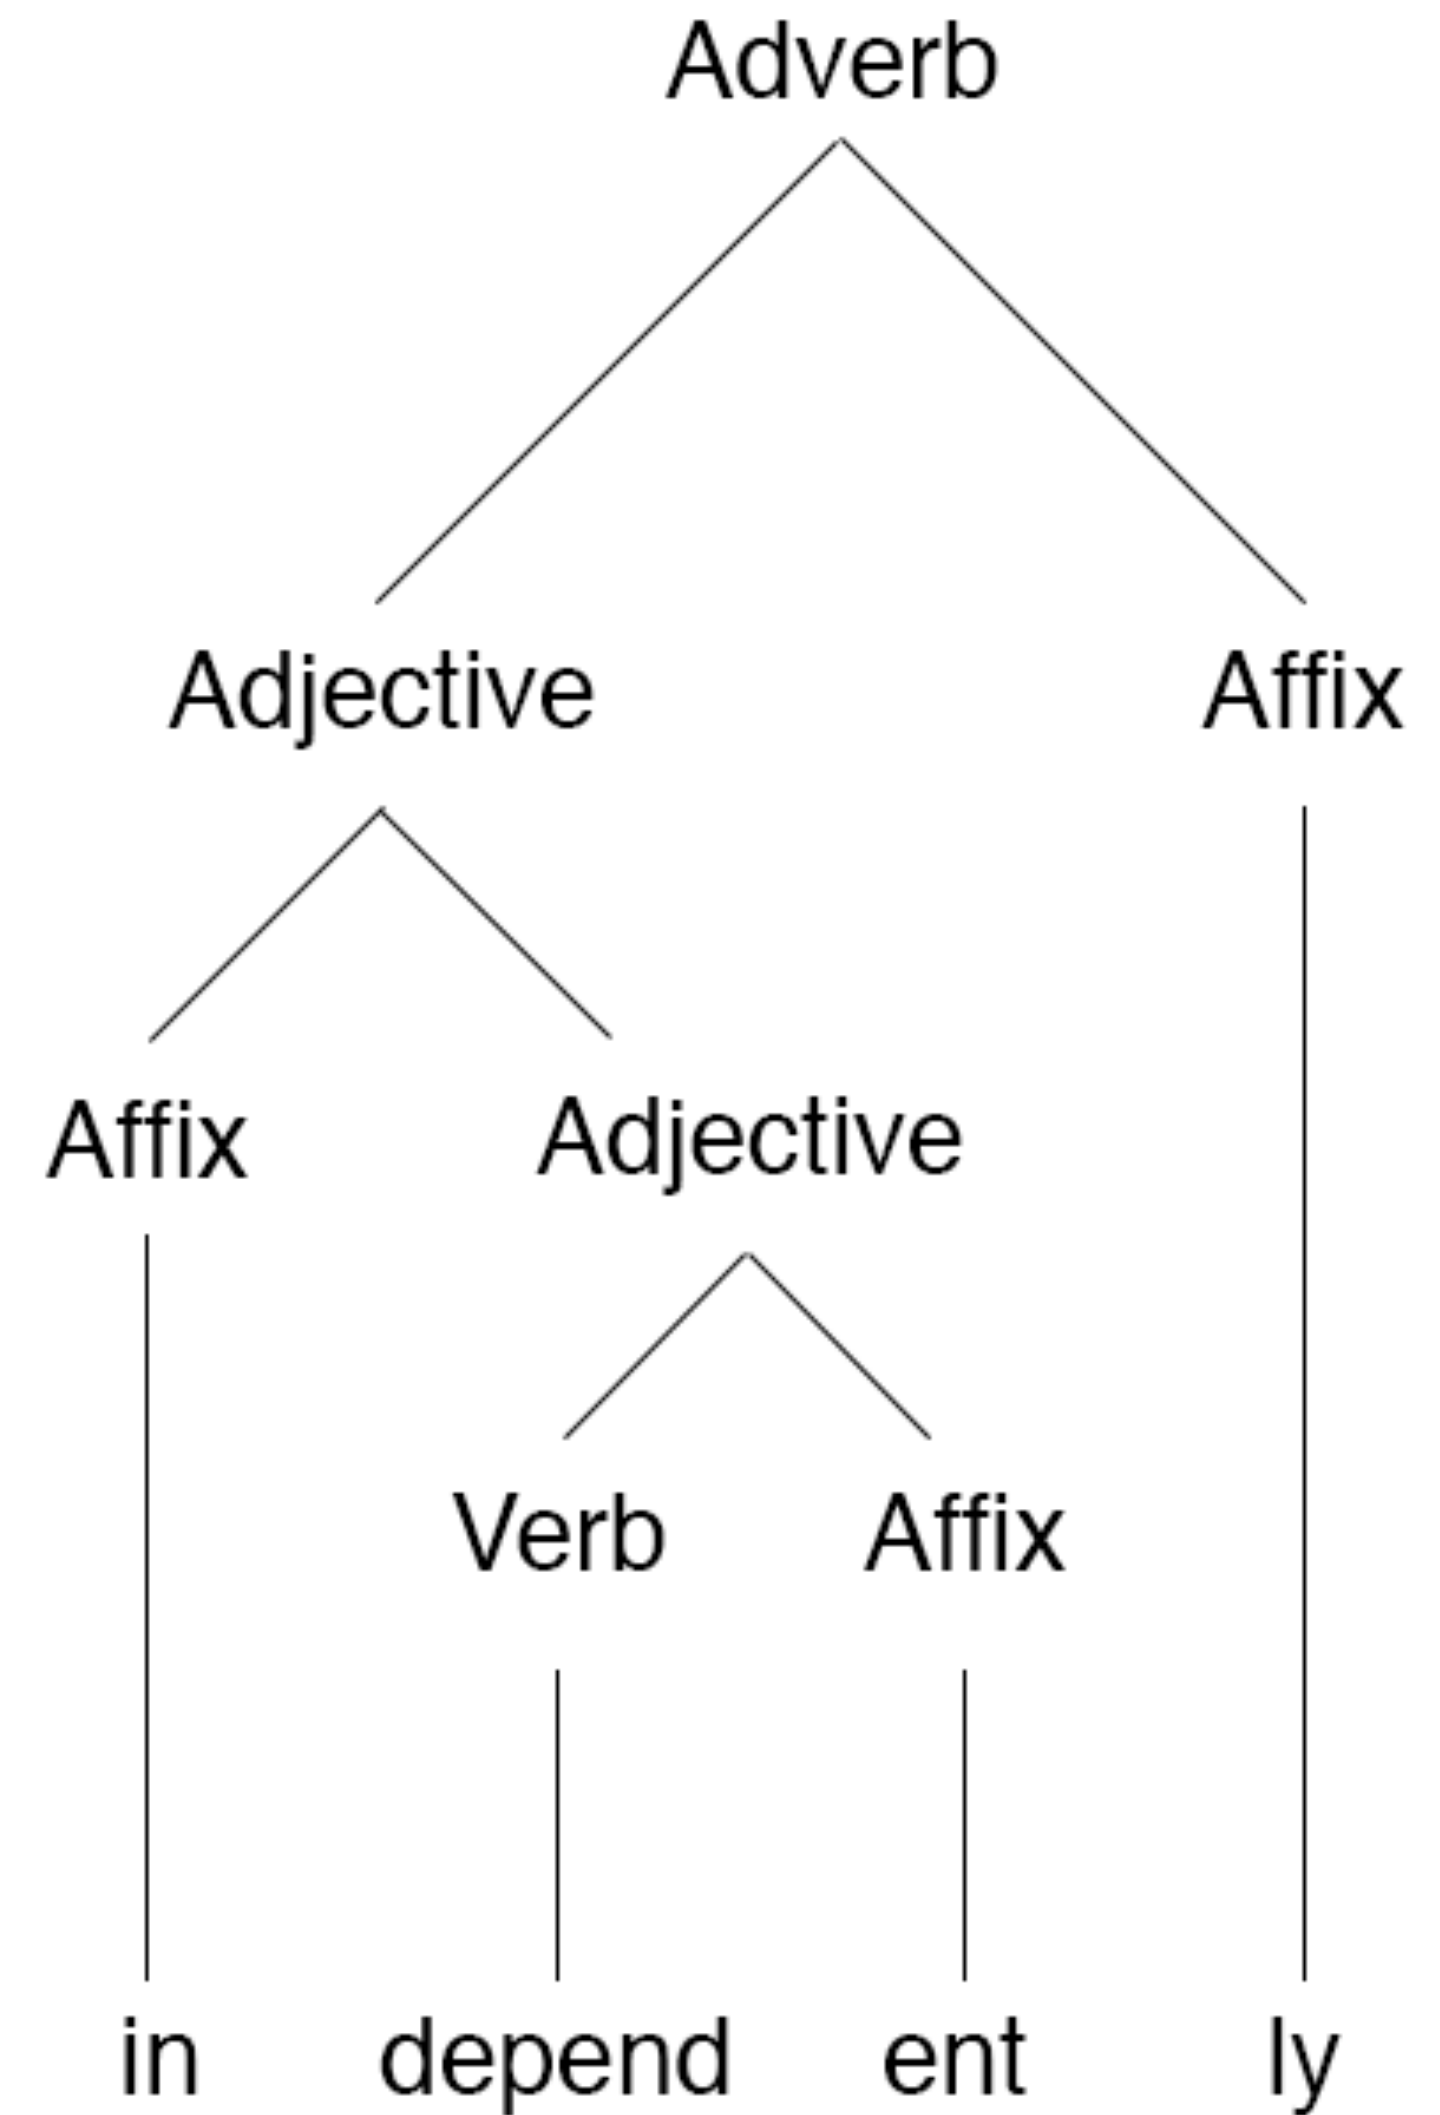 Adverb
Adjective Affix
Affix Adjective
Verb Affix
in depend ent ly